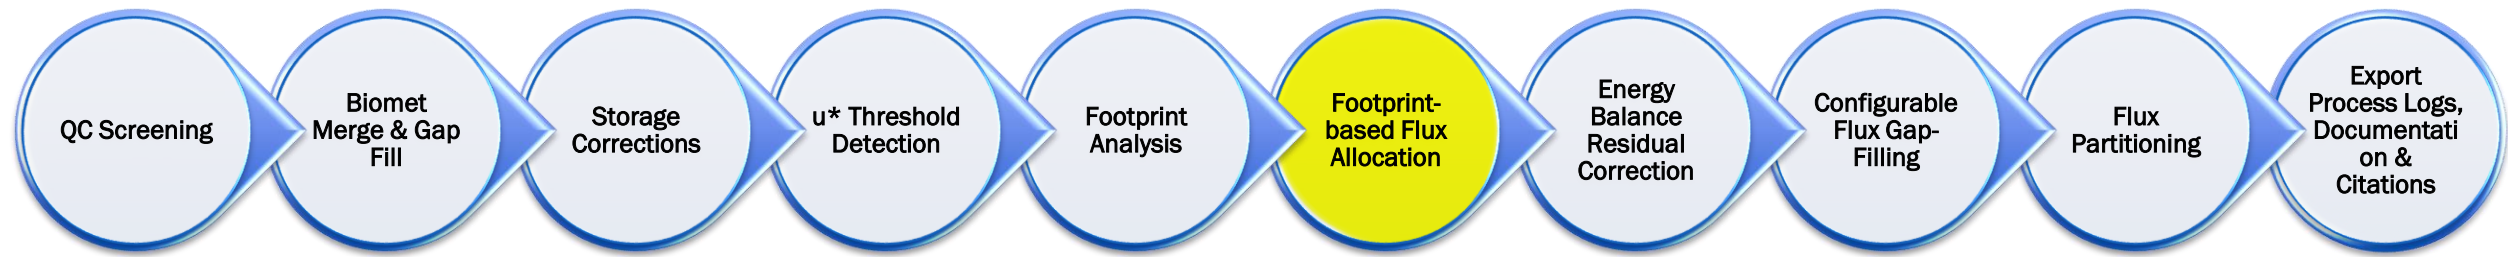 QC Screening
Biomet
Merge & Gap
Fill
Storage
Corrections
u* Threshold
Detection
Footprint
Analysis
Footprint-
based Flux
Allocation
Energy
Balance
Residual
Correction
Configurable
Flux Gap-
Filling
Flux
Partitioning
Export
Process Logs,
Documentati
on &
Citations